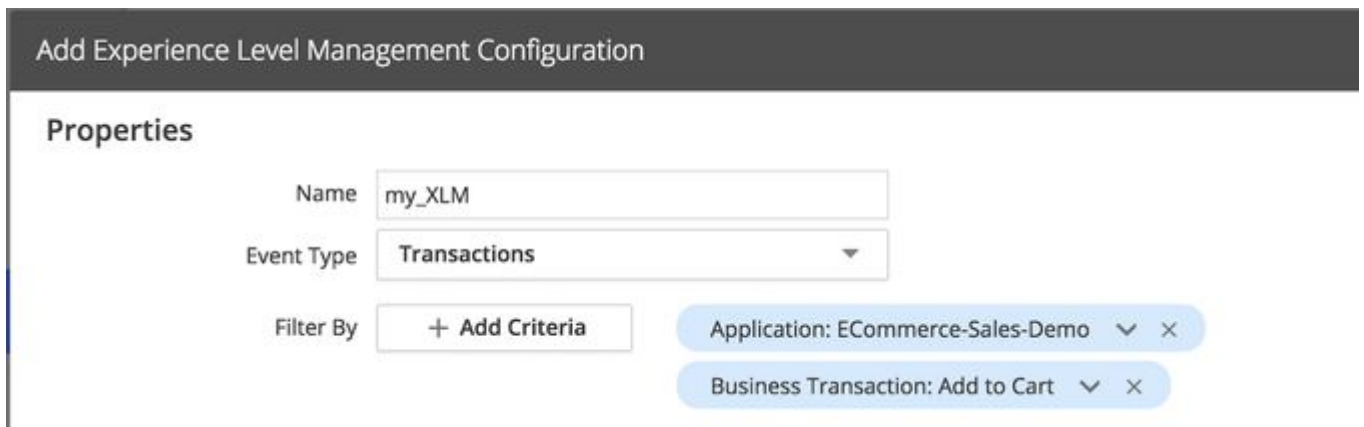 Add Experience Level Management Configuration
Properties
Name my_XLM
Event Type Transactions
Filter By + Add Criteria Application: ECommerce-Sales-Demo
Business Transaction: Add to Cart